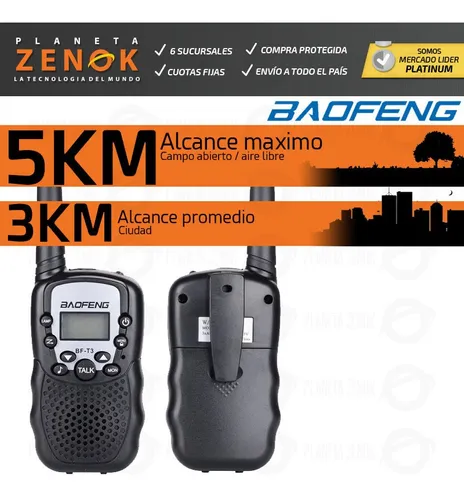 PLANETA
ZENOK
LA TECNOLOGIA DEL MUNDO
✓ 6 SUCURSALES
✓ COMPRA PROTEGIDA
✓ CUOTAS FIJAS
✓ ENVÍO A TODO EL PAÍS
SOMOS
MERCADO LIDER
PLATINUM
BAOFENG
5KM
Alcance maximo
Campo abierto / aire libre
3KM
Alcance promedio
Ciudad
BAOFENG
LAMP
BF-T3
TALK
MON